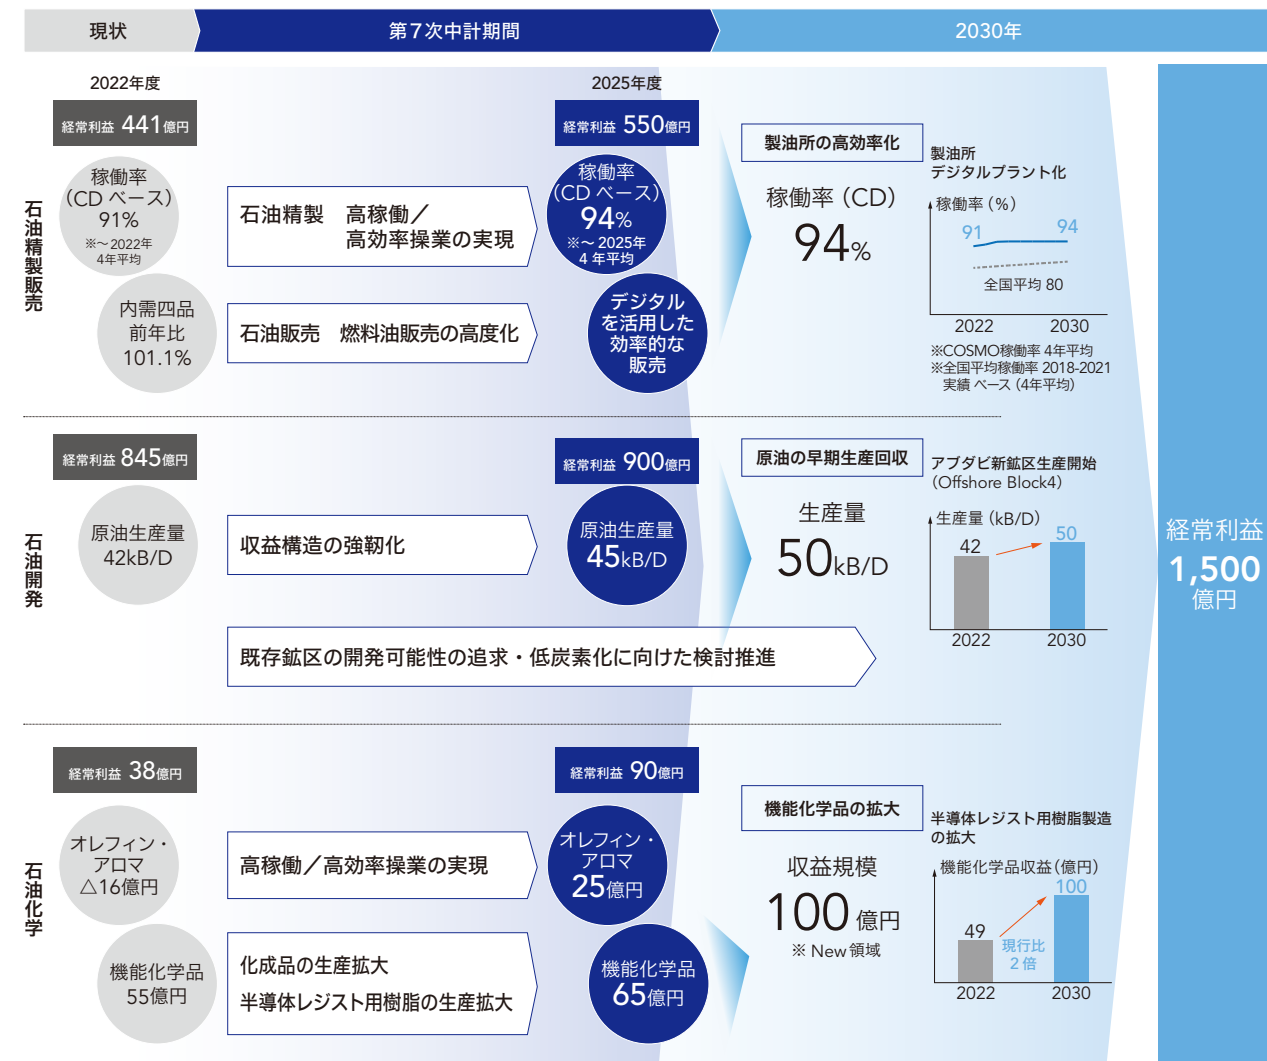 現状
第7次中計期間
2030年
2022年度
2025年度
石油精製販売
経常利益 441億円
稼働率
(CD ベース)
91%
※～2022年
4年平均
内需四品
前年比
101.1%
石油精製 高稼働／
高効率操業の実現
石油販売 燃料油販売の高度化
経常利益 550億円
稼働率
(CD ベース)
94%
※～2025年
4 年平均
デジタル
を活用した
効率的な
販売
製油所の高効率化
稼働率 (CD)
94%
製油所
デジタルプラント化
稼働率 (%)
91
94
全国平均 80
2022
2030
※COSMO稼働率 4年平均
※全国平均稼働率 2018-2021
実績 ベース (4年平均)
石油開発
経常利益 845億円
原油生産量
42kB/D
収益構造の強靭化
既存鉱区の開発可能性の追求・低炭素化に向けた検討推進
経常利益 900億円
原油生産量
45kB/D
原油の早期生産回収
生産量
50kB/D
アブダビ新鉱区生産開始
(Offshore Block4)
生産量 (kB/D)
42
50
2022
2030
石油化学
経常利益 38億円
オレフィン・
アロマ
△16億円
機能化学品
55億円
高稼働／高効率操業の実現
化成品の生産拡大
半導体レジスト用樹脂の生産拡大
経常利益 90億円
オレフィン・
アロマ
25億円
機能化学品
65億円
機能化学品の拡大
収益規模
100億円
※ New 領域
半導体レジスト用樹脂製造
の拡大
機能化学品収益 (億円)
49
100
現行比
2 倍
2022
2030
経常利益
1,500
億円